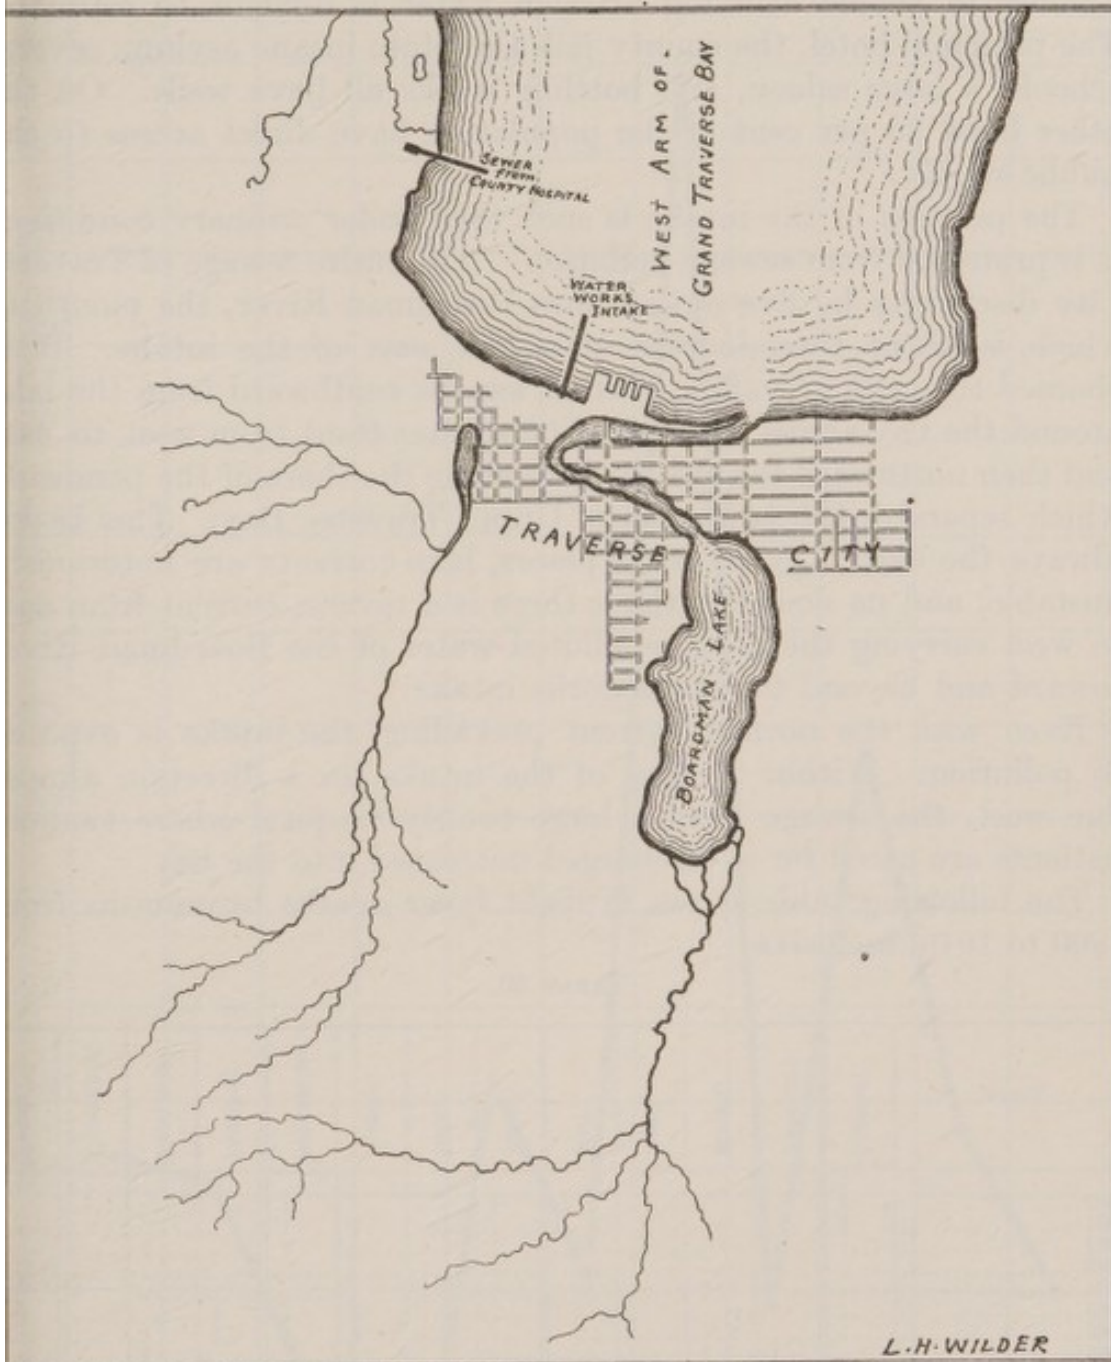 SEWER
From
COUNTY HOSPITAL
WEST ARM OF.
GRAND TRAVERSE BAY
WATER
WORKS
INTAKE
TRAVERSE CITY
BOARDMAN LAKE
L.H.WILDER